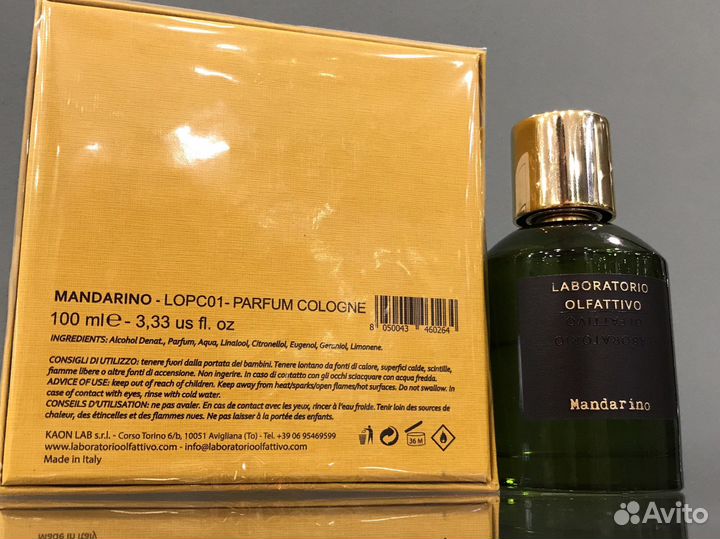 MANDARINO - LOPC01- PARFUM COLOGNE
100 ml℮ - 3,33 us fl. oz
8 050043 460264
INGREDIENTS: Alcohol Denat., Parfum, Aqua, Linalool, Citronellol, Eugenol, Geraniol, Limonene.
CONSIGLI DI UTILIZZO: tenere fuori dalla portata dei bambini. Tenere lontano da fonti di calore, superfici calde, scintille,
fiamme libere o altre fonti di accensione. Non ingerire. In caso di contatto con gli occhi sciacquare con acqua fredda.
ADVICE OF USE: keep out of reach of children. Keep away from heat/sparks/open flames/hot surfaces. Do not swallow. In
case of contact with eyes, rinse with cold water.
CONSEILS D'UTILISATION: ne pas avaler. En cas de contact avec les yeux, rincer à l'eau froide. Tenir loin des sources de
chaleur, des étincelles et des flammes nues. Ne pas laisser à la portée des enfants.
KAON LAB s.r.l. - Corso Torino 6/b, 10051 Avigliana (To) - Tel. +39 06 95469599
www.laboratorioolfattivo.com - info@laboratorioolfattivo.com
Made in Italy
36 M
LABORATORIO
OLFATTIVO
OLFATTIVO
LABORATORIO
Mandarino
Made in Italy
Avito